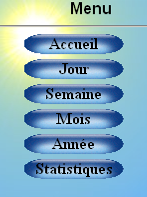 Menu
Accueil
Jour
Semaine
Mois
Année
Statistiques